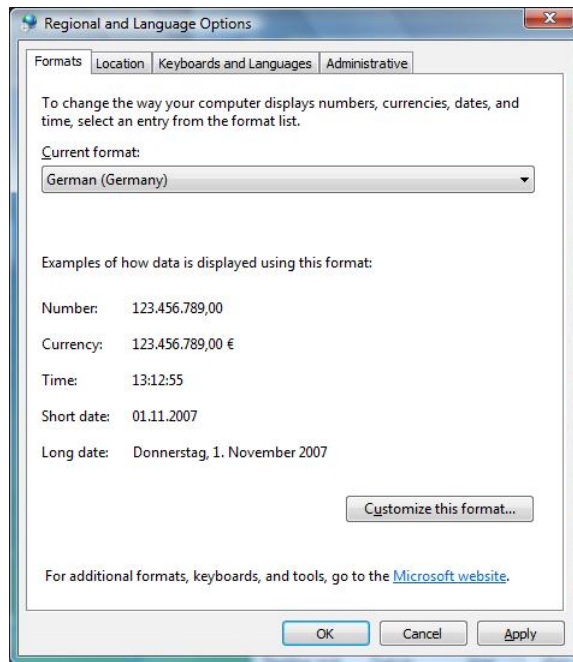 Regional and Language Options
Formats Location Keyboards and Languages Administrative
To change the way your computer displays numbers, currencies, dates, and
time, select an entry from the format list.
Current format:
German (Germany)
Examples of how data is displayed using this format:
Number: 123.456.789,00
Currency: 123.456.789,00 €
Time: 13:12:55
Short date: 01.11.2007
Long date: Donnerstag, 1. November 2007
Customize this format...
For additional formats, keyboards, and tools, go to the Microsoft website.
OK Cancel Apply